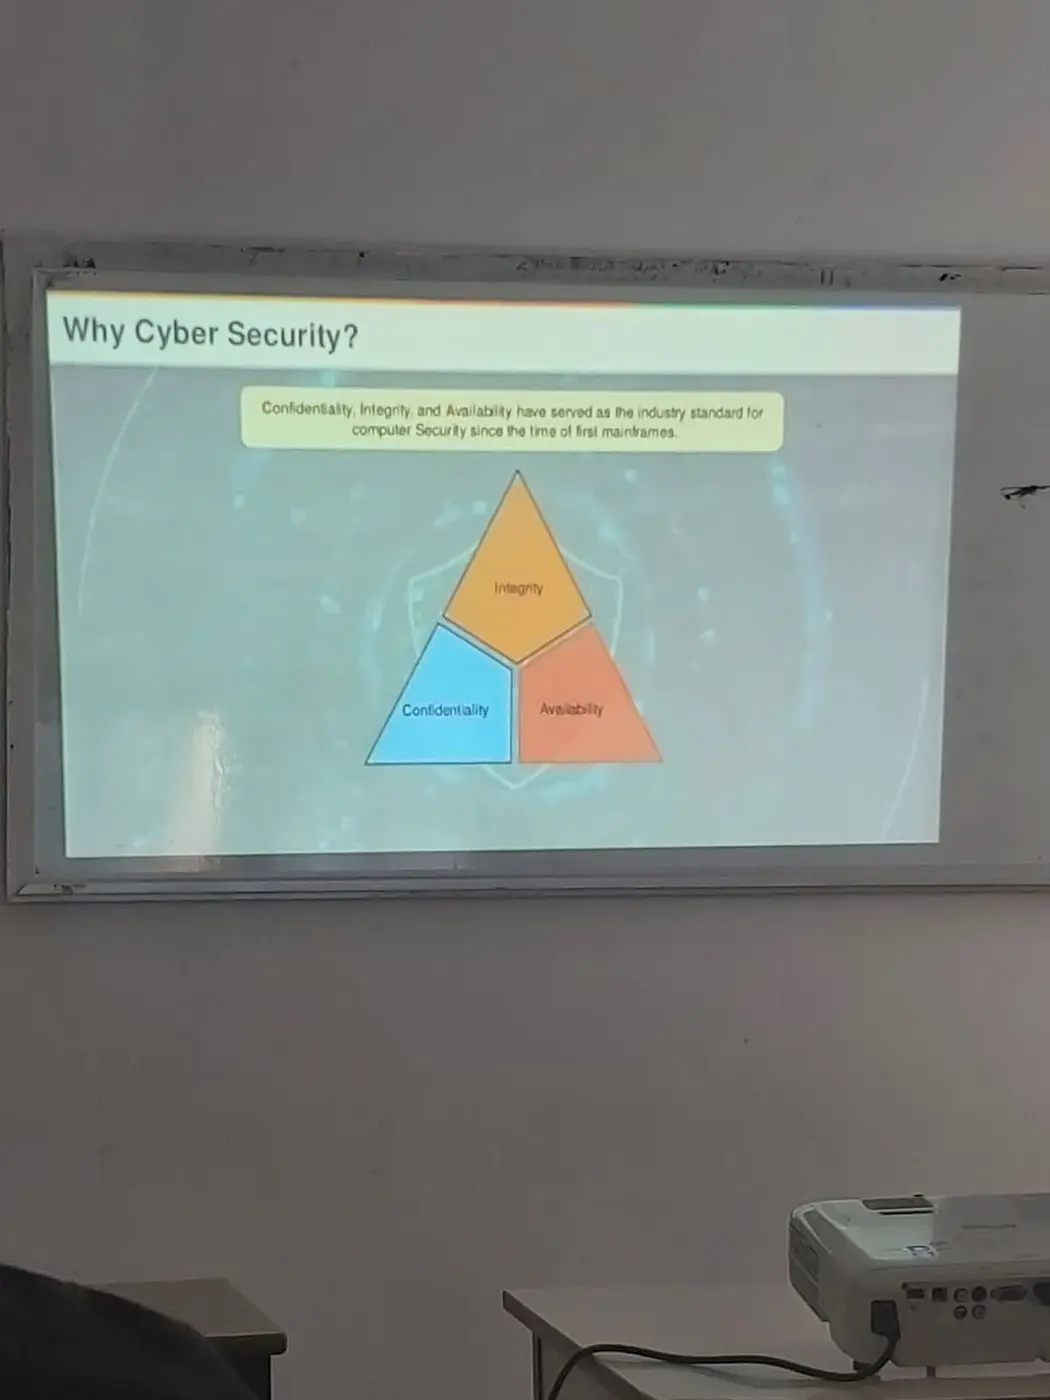 Why Cyber Security?
Confidentiality, Integrity, and Availability have served as the industry standard for
computer Security since the time of first mainframes.
Integrity
Confidentiality
Availability